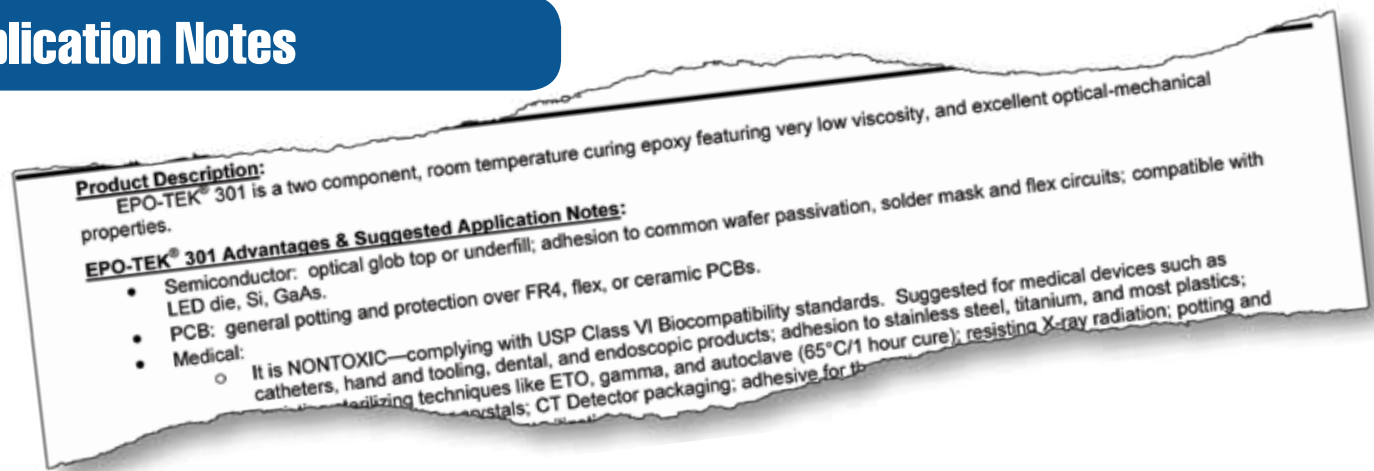 plication Notes
Product Description:
EPO-TEK® 301 is a two component, room temperature curing epoxy featuring very low viscosity, and excellent optical-mechanical
properties.
EPO-TEK® 301 Advantages & Suggested Application Notes:
• Semiconductor: optical glob top or underfill; adhesion to common wafer passivation, solder mask and flex circuits; compatible with
LED die, Si, GaAs.
• PCB: general potting and protection over FR4, flex, or ceramic PCBs.
• Medical:
○ It is NONTOXIC—complying with USP Class VI Biocompatibility standards. Suggested for medical devices such as
catheters, hand and tooling, dental, and endoscopic products; adhesion to stainless steel, titanium, and most plastics;
techniques like ETO, gamma, and autoclave (65°C/1 hour cure); resisting X-ray radiation; potting and
CT Detector packaging; adhesive for